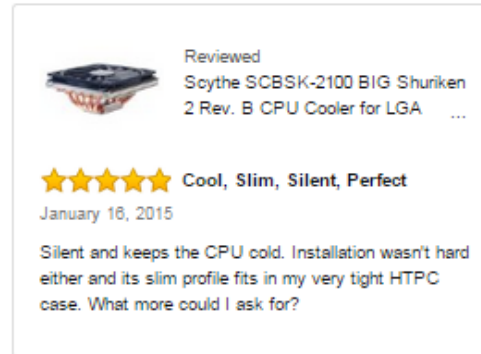 Reviewed
Scythe SCBSK-2100 BIG Shuriken
2 Rev. B CPU Cooler for LGA ...
Cool, Slim, Silent, Perfect
January 16, 2015
Silent and keeps the CPU cold. Installation wasn't hard
either and its slim profile fits in my very tight HTPC
case. What more could I ask for?